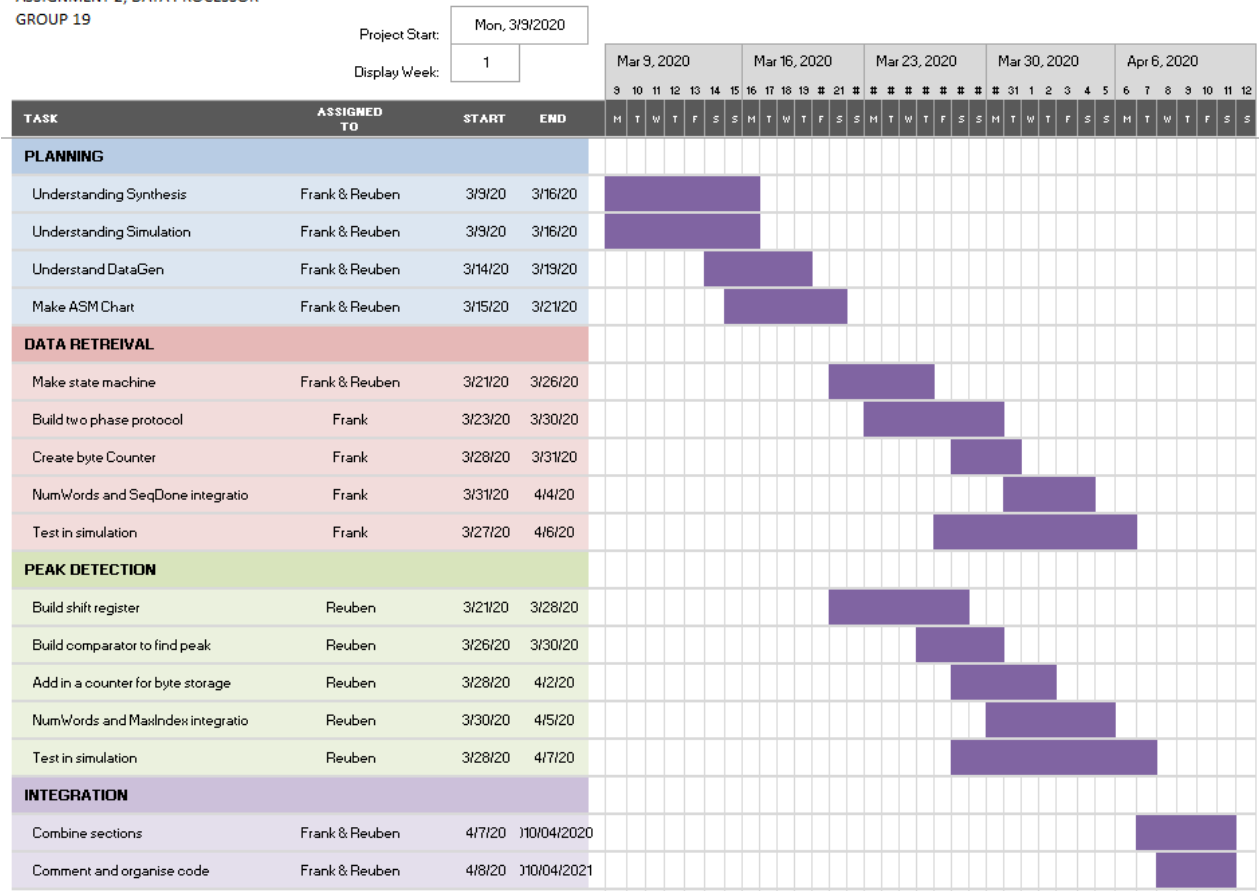 ASSIGNMENT 2, DATA PROCESSOR
GROUP 19
Project Start: Mon, 3/9/2020
Display Week: 1
Mar 9, 2020 Mar 16, 2020 Mar 23, 2020 Mar 30, 2020 Apr 6, 2020
9 10 11 12 13 14 15 16 17 18 19 # 21 # # # # # # # # # 31 1 2 3 4 5 6 7 8 9 10 11 12
TASK ASSIGNED TO START END M T W T F S S M T W T F S S M T W T F S S M T W T F S S M T W T F S S
PLANNING
Understanding Synthesis Frank & Reuben 3/9/20 3/16/20
Understanding Simulation Frank & Reuben 3/9/20 3/16/20
Understand DataGen Frank & Reuben 3/14/20 3/19/20
Make ASM Chart Frank & Reuben 3/15/20 3/21/20
DATA RETREIVAL
Make state machine Frank & Reuben 3/21/20 3/26/20
Build two phase protocol Frank 3/23/20 3/30/20
Create byte Counter Frank 3/28/20 3/31/20
NumWords and SeqDone integratio Frank 3/31/20 4/4/20
Test in simulation Frank 3/27/20 4/6/20
PEAK DETECTION
Build shift register Reuben 3/21/20 3/28/20
Build comparator to find peak Reuben 3/26/20 3/30/20
Add in a counter for byte storage Reuben 3/28/20 4/2/20
NumWords and MaxIndex integratio Reuben 3/30/20 4/5/20
Test in simulation Reuben 3/28/20 4/7/20
INTEGRATION
Combine sections Frank & Reuben 4/7/20 10/04/2020
Comment and organise code Frank & Reuben 4/8/20 10/04/2021